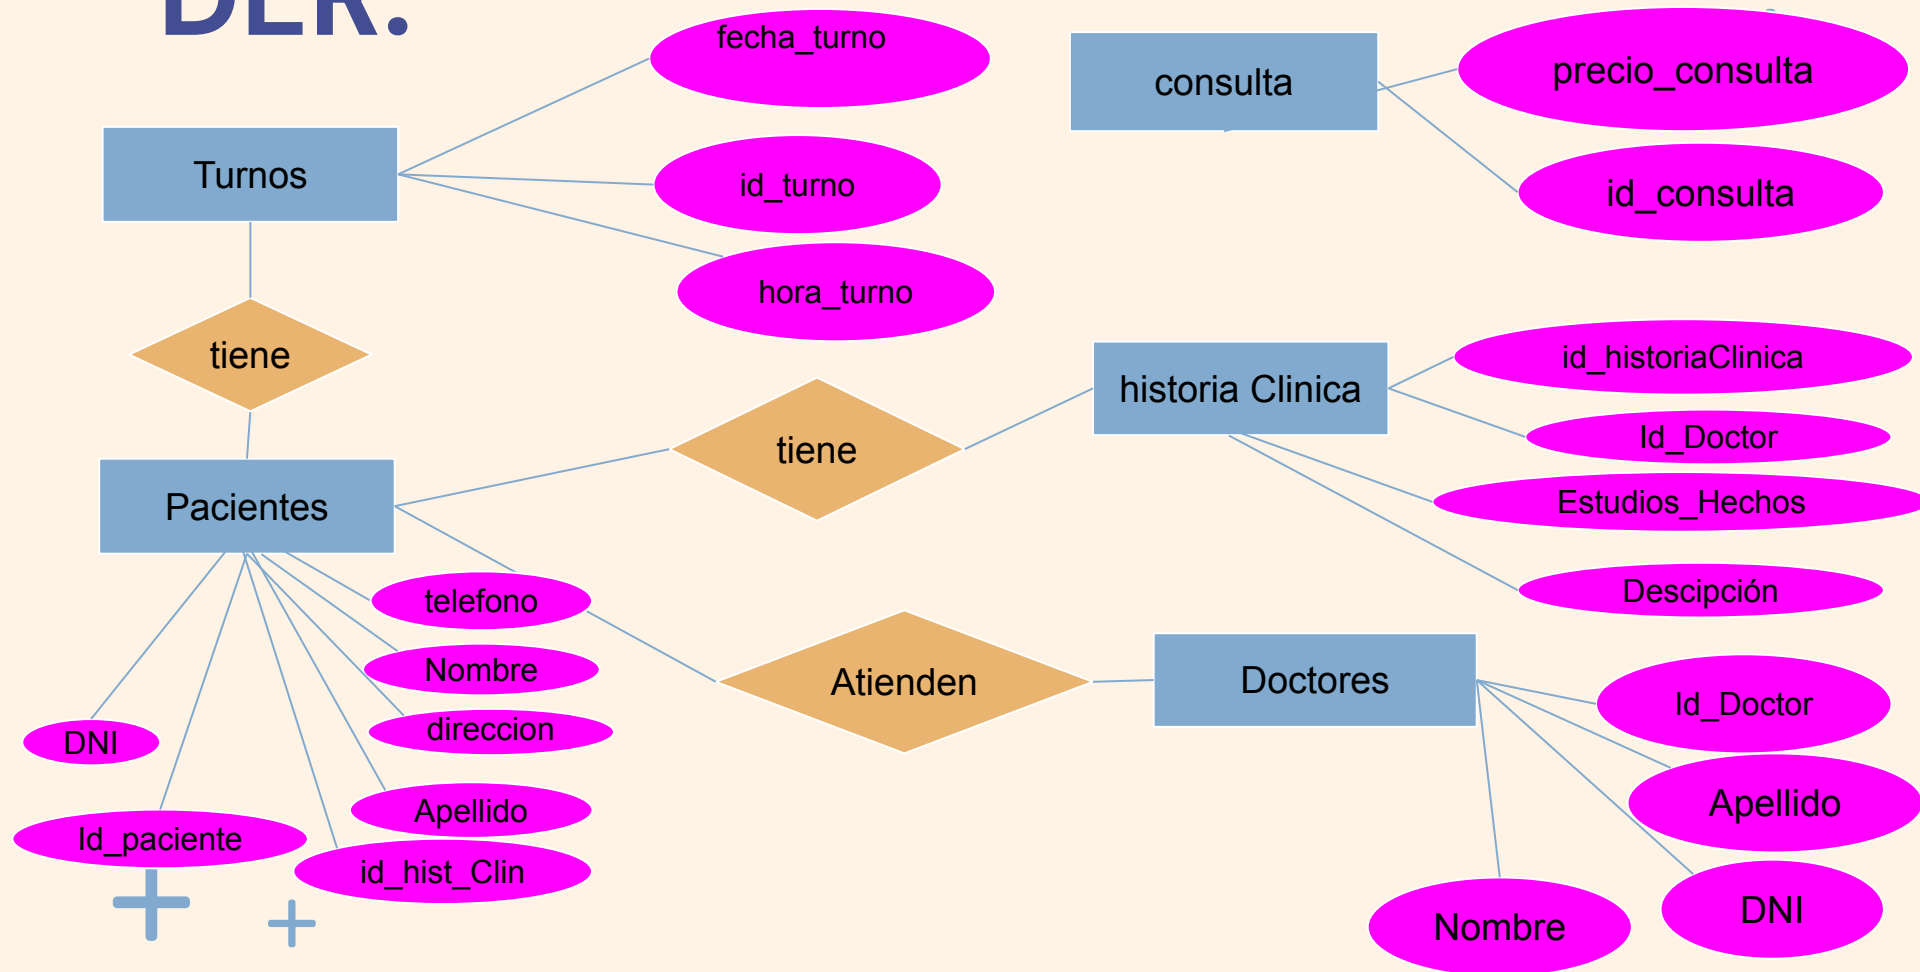 DER.
fecha_turno
consulta
precio_consulta
Turnos
id_turno
id_consulta
hora_turno
tiene
historia Clinica
id_historiaClinica
tiene
Id_Doctor
Pacientes
Estudios_Hechos
telefono
Descipción
Nombre
Atienden
Doctores
Id_Doctor
direccion
DNI
Apellido
Apellido
Id_paciente
id_hist_Clin
DNI
Nombre